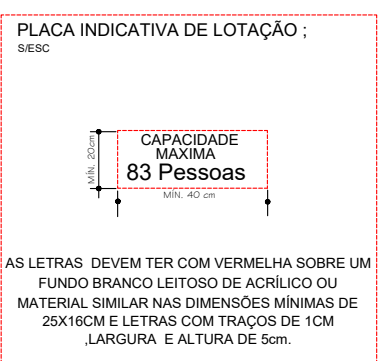 PLACA INDICATIVA DE LOTAÇÃO ;
S/ESC
CAPACIDADE
MAXIMA
83 Pessoas
MÍN. 20cm
MÍN. 40 cm
AS LETRAS DEVEM TER COM VERMELHA SOBRE UM
FUNDO BRANCO LEITOSO DE ACRÍLICO OU
MATERIAL SIMILAR NAS DIMENSÕES MÍNIMAS DE
25X16CM E LETRAS COM TRAÇOS DE 1CM
,LARGURA E ALTURA DE 5cm.